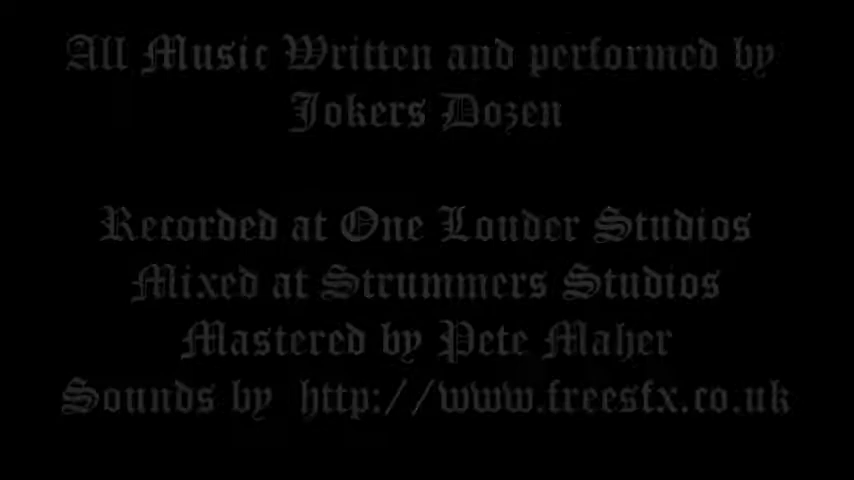 All Music Written and performed by
Jokers Dozen
Recorded at One Louder Studios
Mixed at Strummers Studios
Mastered by Pete Maher
Sounds by http://www.freesfx.co.uk